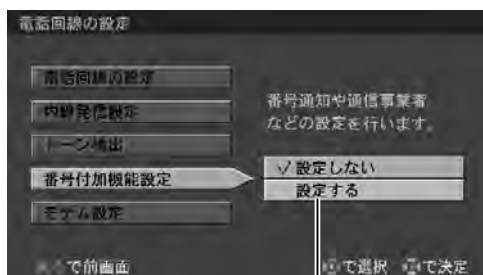 電話回線の設定
電話回線の設定
内線発信設定
トーン検出
番号付加機能設定
モデム設定
番号通知や通信事業者
などの設定を行います。
✓設定しない
設定する
で前画面
で選択
で決定